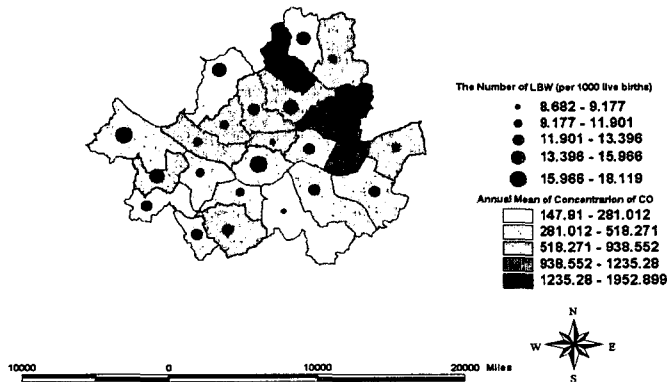 The Number of LBW (per 1000 live births)
8.682 - 9.177
9.177 - 11.901
11.901 - 13.396
13.396 - 15.966
15.966 - 18.119
Annual Mean of Concentration of CO
147.91 - 281.012
281.012 - 518.271
518.271 - 938.552
938.552 - 1235.28
1235.28 - 1952.899
N
W E
S
10000 0 10000 20000 Miles